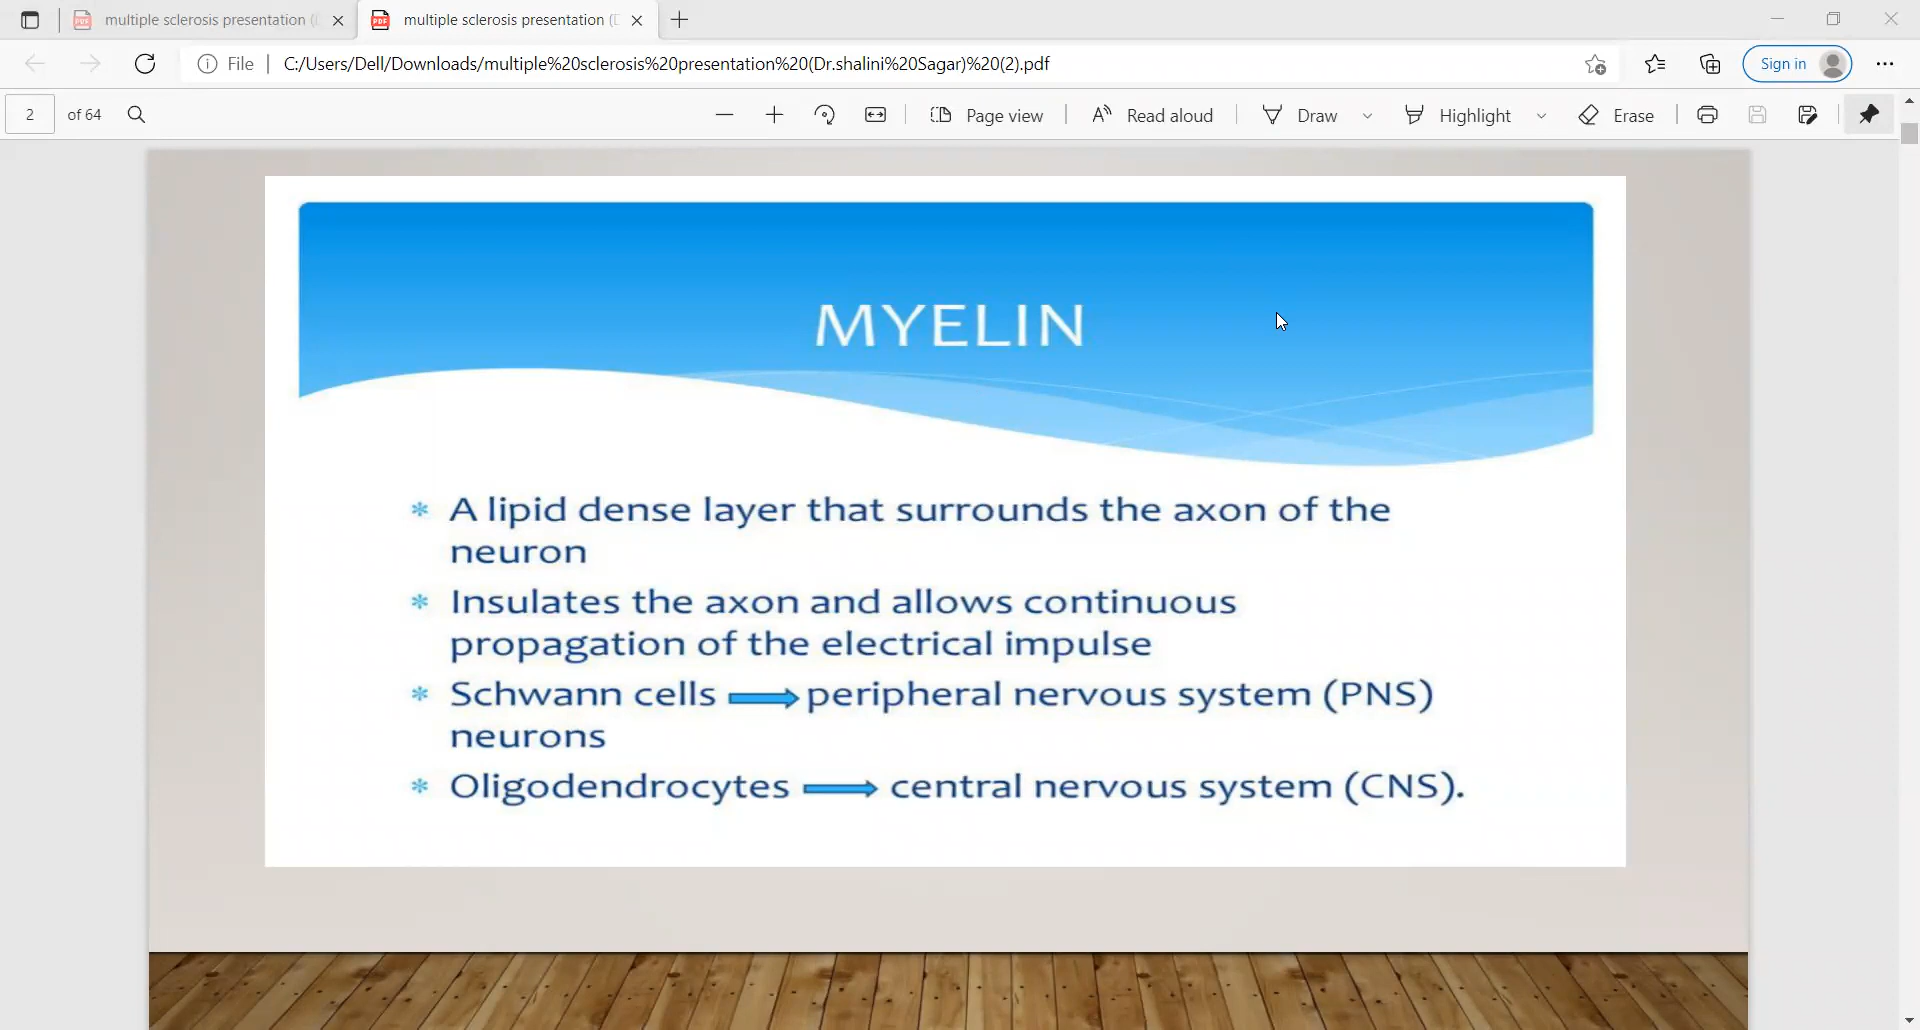 multiple sclerosis presentation (
multiple sclerosis presentation (
File
C:/Users/Dell/Downloads/multiple%20sclerosis%20presentation%20(Dr.shalini%20Sagar)%20(2).pdf
Sign in
2 of 64
Page view
Read aloud
Draw
Highlight
Erase
MYELIN
* A lipid dense layer that surrounds the axon of the
neuron
* Insulates the axon and allows continuous
propagation of the electrical impulse
* Schwann cells → peripheral nervous system (PNS)
neurons
* Oligodendrocytes → central nervous system (CNS).